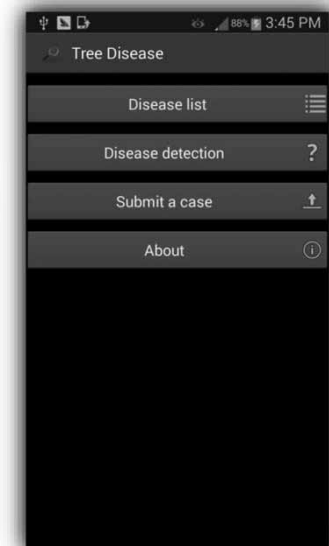 88% 3:45 PM
Tree Disease
Disease list
Disease detection ?
Submit a case
About